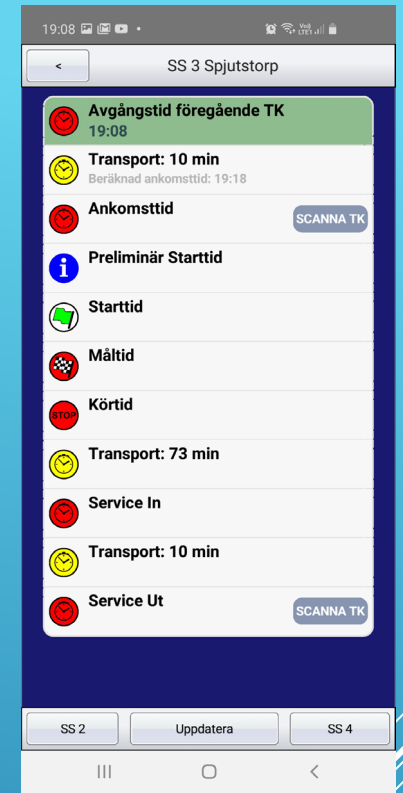 19:08
Vo))
LTE1
<
SS 3 Spjutstorp
Avgångstid föregående TK
19:08
Transport: 10 min
Beräknad ankomsttid: 19:18
Ankomsttid
SCANNA TK
Preliminär Starttid
Starttid
Måltid
STOP
Körtid
Transport: 73 min
Service In
Transport: 10 min
Service Ut
SCANNA TK
SS 2
Uppdatera
SS 4